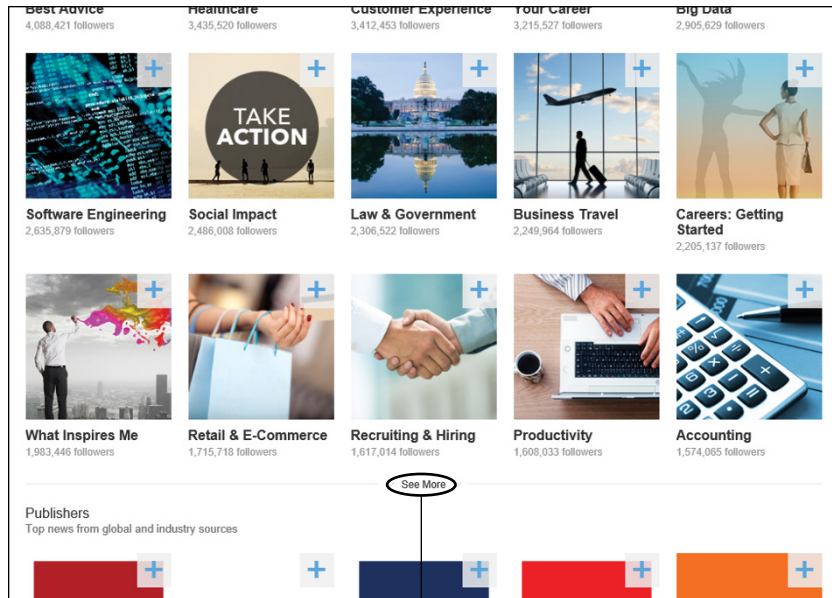 Best Advice
Healthcare
Customer Experience
Your Career
Big Data
4,088,421 followers
3,435,520 followers
3,412,453 followers
3,215,527 followers
2,905,629 followers
TAKE
ACTION
Software Engineering
2,635,879 followers
Social Impact
2,486,008 followers
Law & Government
2,306,522 followers
Business Travel
2,249,964 followers
Careers: Getting
Started
2,205,137 followers
What Inspires Me
1,983,446 followers
Retail & E-Commerce
1,715,718 followers
Recruiting & Hiring
1,617,014 followers
Productivity
1,608,033 followers
Accounting
1,574,065 followers
See More
Publishers
Top news from global and industry sources